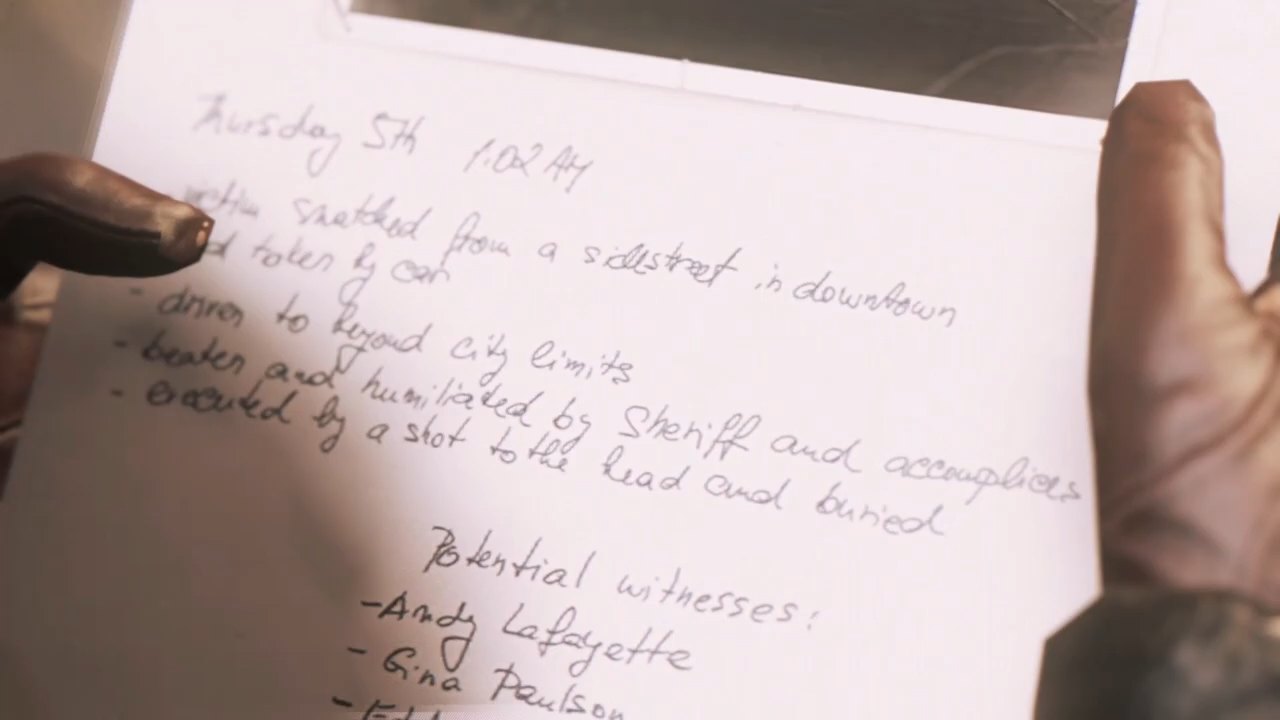 Thursday 5th 1:02 AM
snatched from a sidestreet in downtown
taken by car
- driven to beyond city limits
- beaten and humiliated by Sheriff and accomplices
- executed by a shot to the head and buried
Potential witnesses:
- Andy Lafayette
- Gina Paulson